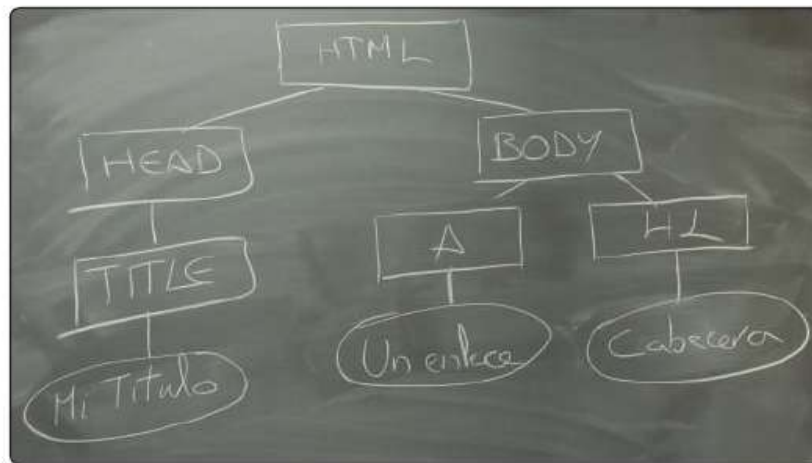 HTML
HEAD
BODY
TITLE
A
H1
Mi Titulo
Un enlace
Cabecera